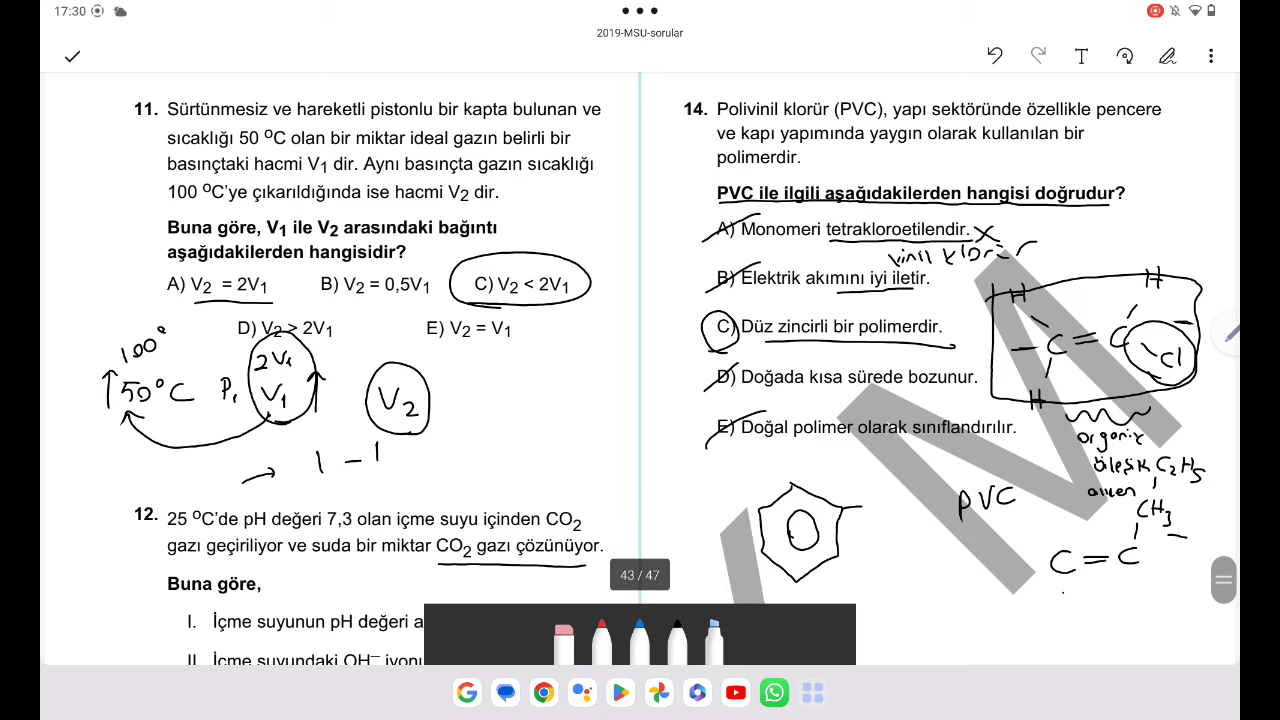 17:30
2019-MSU-sorular
11. Sürtünmesiz ve hareketli pistonlu bir kapta bulunan ve
sıcaklığı 50 °C olan bir miktar ideal gazın belirli bir
basınçtaki hacmi V1 dir. Aynı basınçta gazın sıcaklığı
100 °C'ye çıkarıldığında ise hacmi V2 dir.
Buna göre, V1 ile V2 arasındaki bağıntı
aşağıdakilerden hangisidir?
A) V2 = 2V1 B) V2 = 0,5V1 C) V2 < 2V1
D) V2 > 2V1 E) V2 = V1
100°
50°C P1 2V1
V1
V2
1 - 1
12. 25 °C'de pH değeri 7,3 olan içme suyu içinden CO2
gazı geçiriliyor ve suda bir miktar CO2 gazı çözünüyor.
Buna göre,
I. İçme suyunun pH değeri a
II. İçme suyundaki OH– iyonu
14. Polivinil klorür (PVC), yapı sektöründe özellikle pencere
ve kapı yapımında yaygın olarak kullanılan bir
polimerdir.
PVC ile ilgili aşağıdakilerden hangisi doğrudur?
A) Monomeri tetrakloroetilendir.
vinil klorür
B) Elektrik akımını iyi iletir.
C) Düz zincirli bir polimerdir.
D) Doğada kısa sürede bozunur.
E) Doğal polimer olarak sınıflandırılır.
H H
C = C
Cl
H
organik
bileşik C2H5
alken
CH3
PVC
C = C
43 / 47